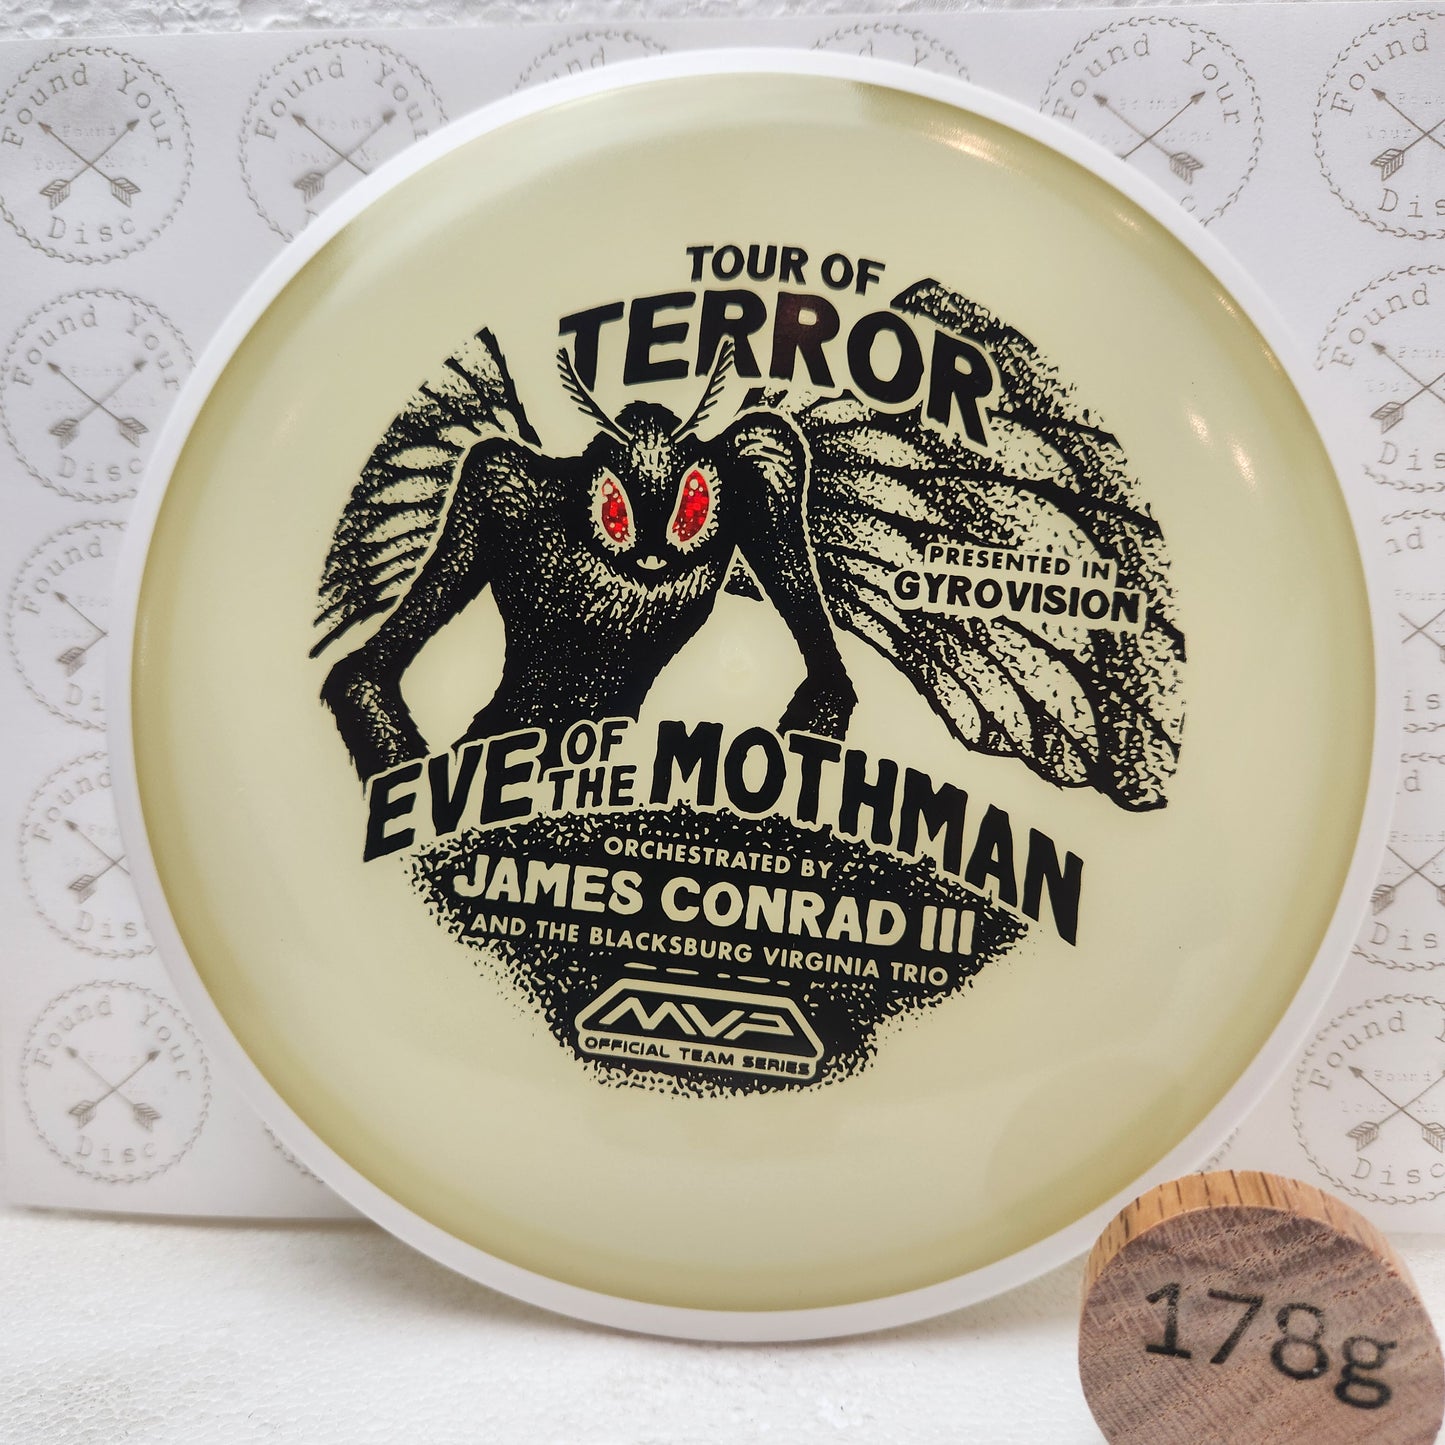 TOUR OF
TERROR
PRESENTED IN
GYROVISION
EVE OF THE MOTHMAN
ORCHESTRATED BY
JAMES CONRAD III
AND THE BLACKSBURG VIRGINIA TRIO
MVP
OFFICIAL TEAM SERIES
178g
Found Your
Disc